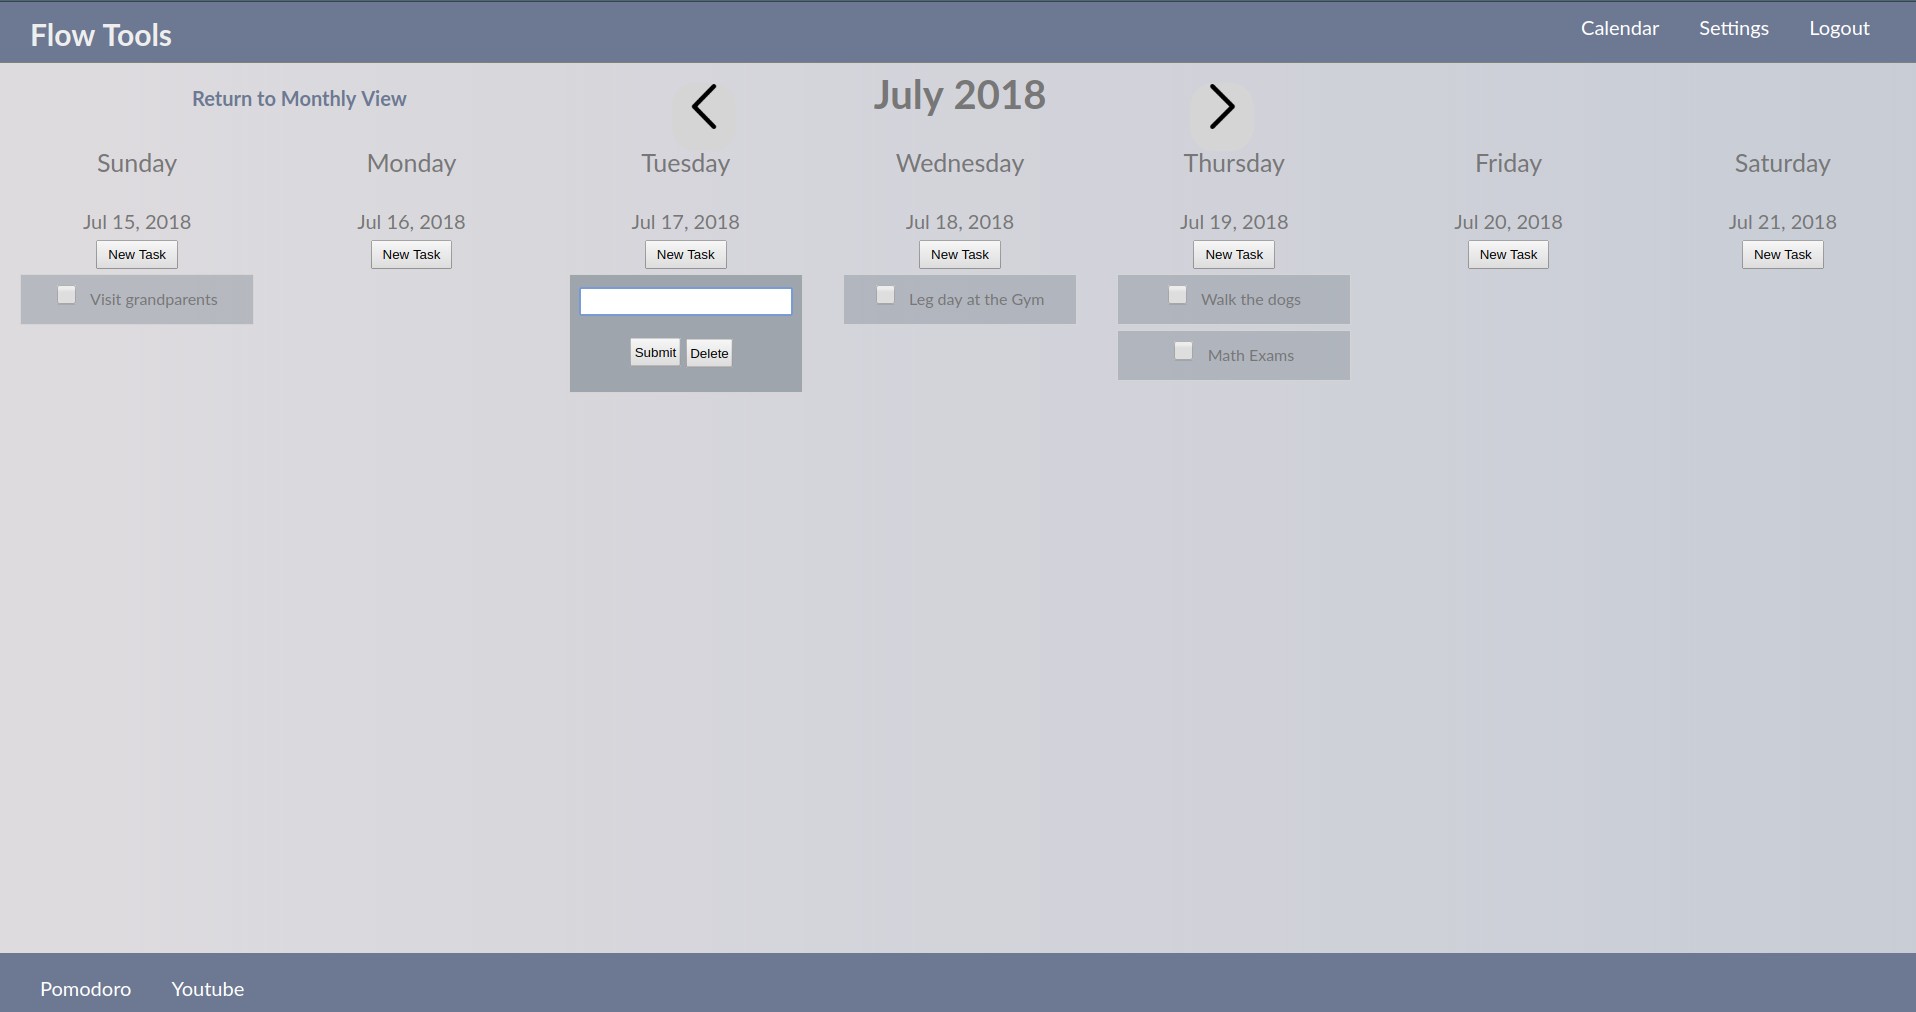 Flow Tools
Calendar Settings Logout
Return to Monthly View
July 2018
Sunday Monday Tuesday Wednesday Thursday Friday Saturday
Jul 15, 2018 Jul 16, 2018 Jul 17, 2018 Jul 18, 2018 Jul 19, 2018 Jul 20, 2018 Jul 21, 2018
New Task New Task New Task New Task New Task New Task New Task
Visit grandparents
Submit Delete
Leg day at the Gym
Walk the dogs
Math Exams
Pomodoro Youtube